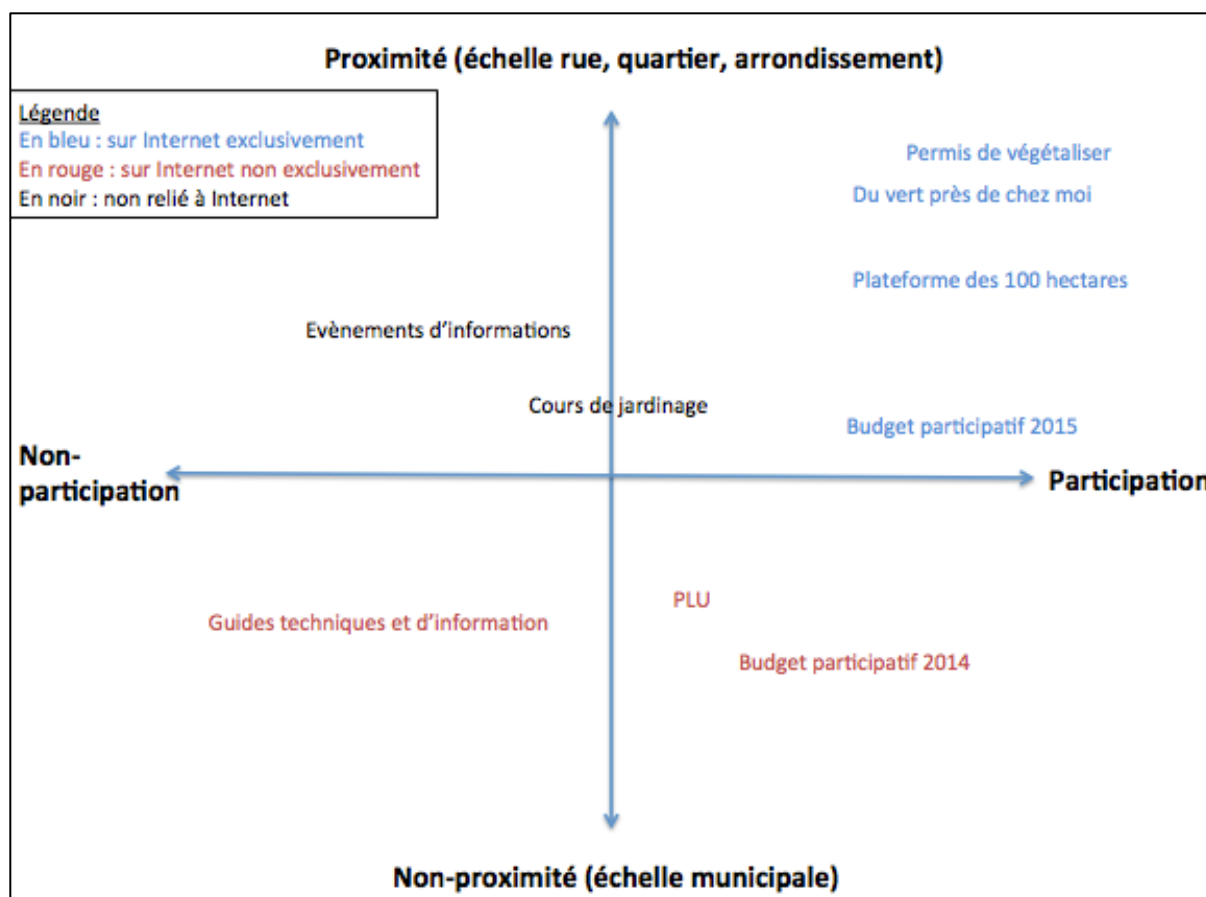 Proximité (échelle rue, quartier, arrondissement)
Légende
En bleu : sur Internet exclusivement
En rouge : sur Internet non exclusivement
En noir : non relié à Internet
Permis de végétaliser
Du vert près de chez moi
Plateforme des 100 hectares
Evènements d’informations
Cours de jardinage
Budget participatif 2015
Non-
participation
Participation
PLU
Guides techniques et d’information
Budget participatif 2014
Non-proximité (échelle municipale)